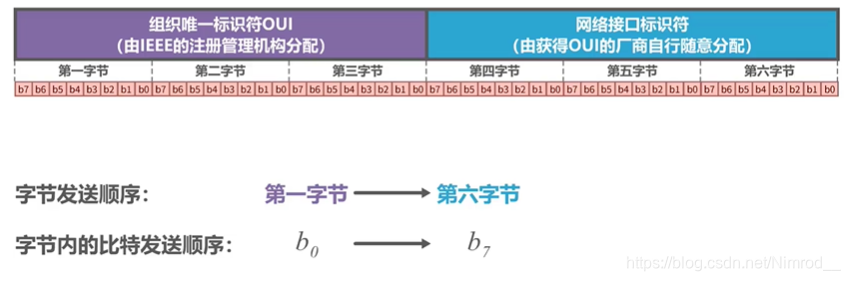 组织唯一标识符OUI
(由IEEE的注册管理机构分配)
网络接口标识符
(由获得OUI的厂商自行随意分配)
第一字节 第二字节 第三字节 第四字节 第五字节 第六字节
b7 b6 b5 b4 b3 b2 b1 b0 b7 b6 b5 b4 b3 b2 b1 b0 b7 b6 b5 b4 b3 b2 b1 b0 b7 b6 b5 b4 b3 b2 b1 b0 b7 b6 b5 b4 b3 b2 b1 b0 b7 b6 b5 b4 b3 b2 b1 b0
字节发送顺序： 第一字节 第六字节
字节内的比特发送顺序： b0 b7
https://blog.csdn.net/Nimrod__